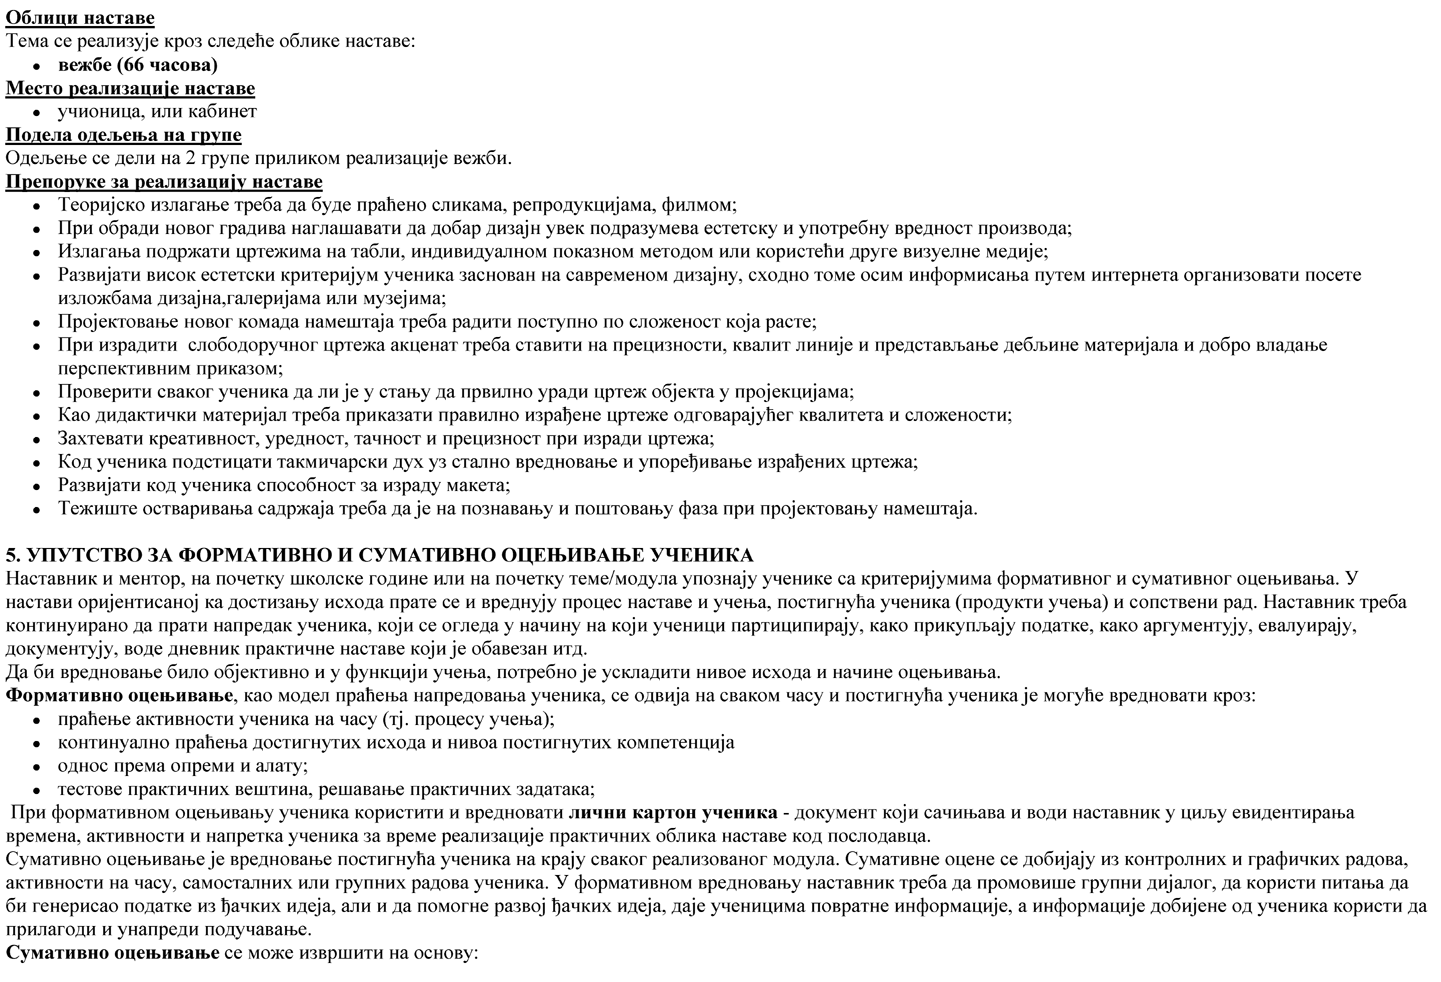 Облици наставе
Тема се реализује кроз следеће облике наставе:
• вежбе (66 часова)
Место реализације наставе
• учионица, или кабинет
Подела одељења на групе
Одељење се дели на 2 групе приликом реализације вежби.
Препоруке за реализацију наставе
• Теоријско излагање треба да буде праћено сликама, репродукцијама, филмом;
• При обради новог градива наглашавати да добар дизајн увек подразумева естетску и употребну вредност производа;
• Излагања подржати цртежима на табли, индивидуалном показном методом или користећи друге визуелне медије;
• Развијати висок естетски критеријум ученика заснован на савременом дизајну, сходно томе осим информисања путем интернета организовати посете
изложбама дизајна,галеријама или музејима;
• Пројектовање новог комада намештаја треба радити поступно по сложеност која расте;
• При израдити  слободоручног цртежа акценат треба ставити на прецизности, квалит линије и представљање дебљине материјала и добро владање
перспективним приказом;
• Проверити сваког ученика да ли је у стању да првилно уради цртеж објекта у пројекцијама;
• Као дидактички материјал треба приказати правилно израђене цртеже одговарајућег квалитета и сложености;
• Захтевати креативност, уредност, тачност и прецизност при изради цртежа;
• Код ученика подстицати такмичарски дух уз стално вредновање и упоређивање израђених цртежа;
• Развијати код ученика способност за израду макета;
• Тежиште остваривања садржаја треба да је на познавању и поштовању фаза при пројектовању намештаја.
5. УПУТСТВО ЗА ФОРМАТИВНО И СУМАТИВНО ОЦЕЊИВАЊЕ УЧЕНИКА
Наставник и ментор, на почетку школске године или на почетку теме/модула упознају ученике са критеријумима формативног и сумативног оцењивања. У
настави оријентисаној ка достизању исхода прате се и вреднују процес наставе и учења, постигнућа ученика (продукти учења) и сопствени рад. Наставник треба
континуирано да прати напредак ученика, који се огледа у начину на који ученици партиципирају, како прикупљају податке, како аргументују, евалуирају,
документују, воде дневник практичне наставе који је обавезан итд.
Да би вредновање било објективно и у функцији учења, потребно је ускладити нивое исхода и начине оцењивања.
Формативно оцењивање, као модел праћења напредовања ученика, се одвија на сваком часу и постигнућа ученика је могуће вредновати кроз:
• праћење активности ученика на часу (тј. процесу учења);
• континуално праћења достигнутих исхода и нивоа постигнутих компетенција
• однос према опреми и алату;
• тестове практичних вештина, решавање практичних задатака;
При формативном оцењивању ученика користити и вредновати лични картон ученика - документ који сачињава и води наставник у циљу евидентирања
времена, активности и напретка ученика за време реализације практичних облика наставе код послодавца.
Сумативно оцењивање је вредновање постигнућа ученика на крају сваког реализованог модула. Сумативне оцене се добијају из контролних и графичких радова,
активности на часу, самосталних или групних радова ученика. У формативном вредновању наставник треба да промовише групни дијалог, да користи питања да
би генерисао податке из ђачких идеја, али и да помогне развој ђачких идеја, даје ученицима повратне информације, а информације добијене од ученика користи да
прилагоди и унапреди подучавање.
Сумативно оцењивање се може извршити на основу: